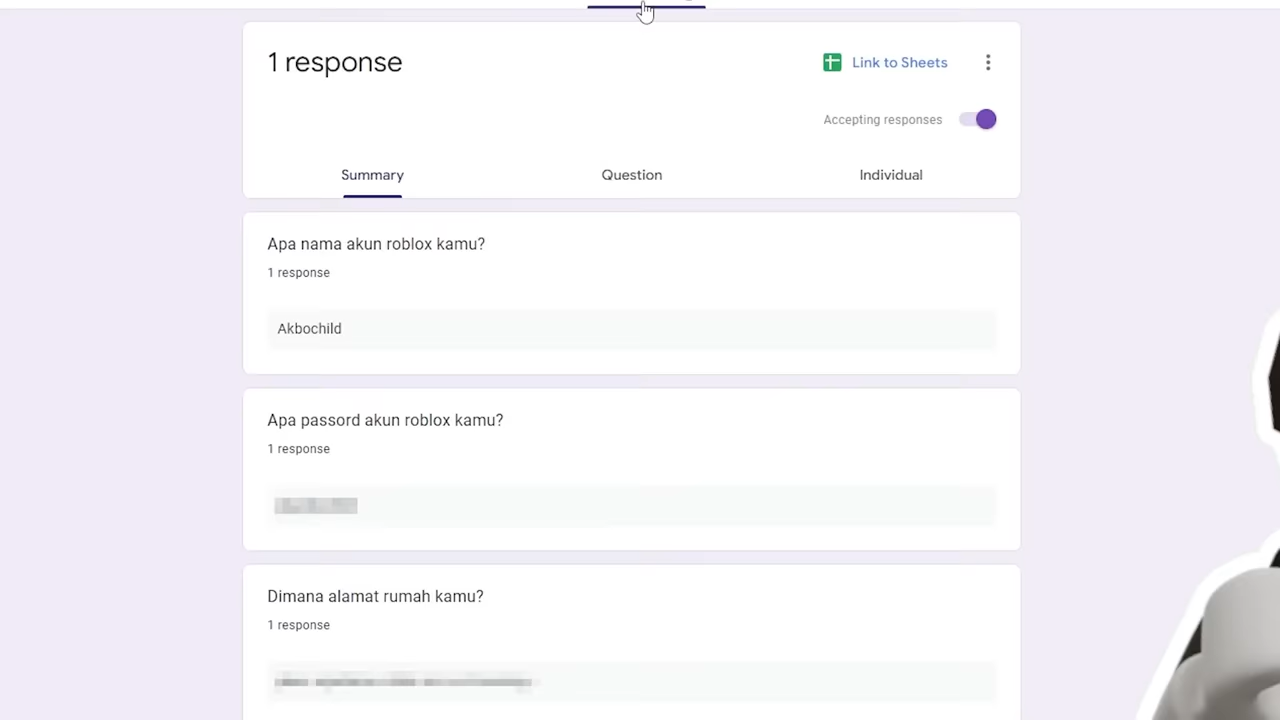 1 response
Link to Sheets
Accepting responses
Summary
Question
Individual
Apa nama akun roblox kamu?
1 response
Akbochild
Apa passord akun roblox kamu?
1 response
Dimana alamat rumah kamu?
1 response